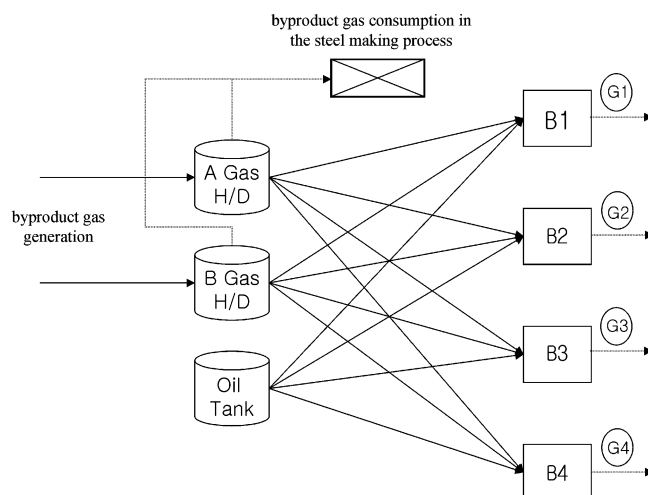 byproduct gas consumption in
the steel making process
G1
B1
A Gas
H/D
G2
byproduct gas
generation
B2
B Gas
H/D
G3
B3
Oil
Tank
G4
B4